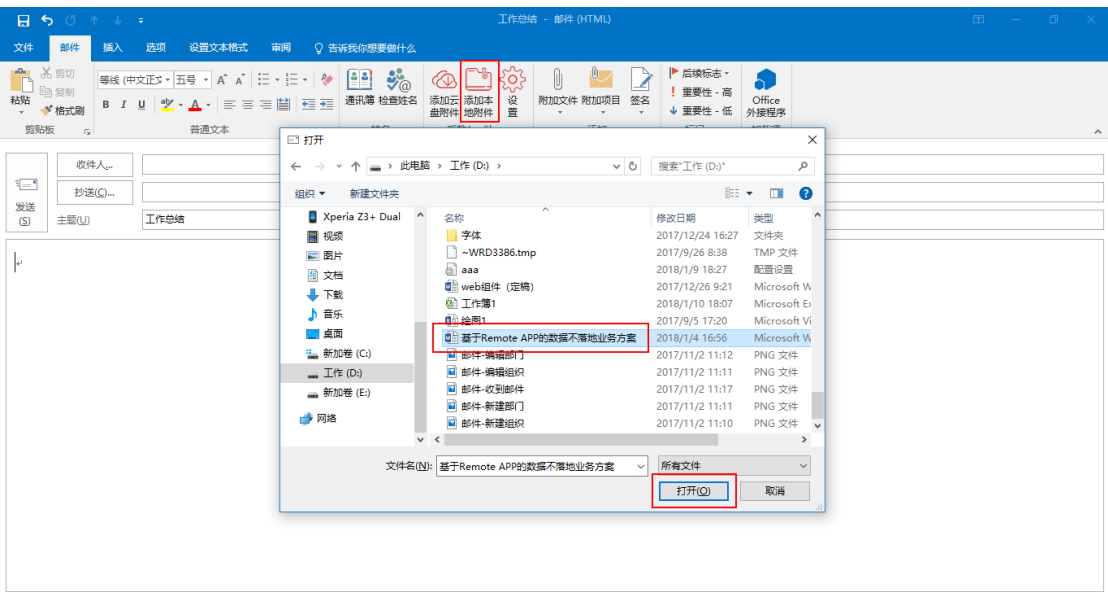 工作总结 - 邮件 (HTML)
文件 邮件 插入 选项 设置文本格式 审阅 告诉我你想要做什么
粘贴 剪切 复制 格式刷
剪贴板
等线 (中文正文 五号
B I U
普通文本
通讯簿 检查姓名
添加云盘附件 添加本地附件 设置
附加文件 附加项目 签名
后续标志
重要性 - 高
重要性 - 低
Office 外接程序
发送(S)
收件人...
抄送(C)...
主题(U) 工作总结
打开
此电脑 > 工作 (D:) >
搜索"工作 (D:)"
组织 新建文件夹
Xperia Z3+ Dual
视频
图片
文档
下载
音乐
桌面
新加卷 (C:)
工作 (D:)
新加卷 (E:)
网络
名称 修改日期 类型
字体 2017/12/24 16:27 文件夹
~WRD3386.tmp 2017/9/26 8:38 TMP 文件
aaa 2018/1/9 18:27 配置设置
web组件（定稿） 2017/12/26 9:21 Microsoft W
工作簿1 2018/1/10 18:07 Microsoft Ex
绘图1 2017/9/5 17:20 Microsoft Vi
基于Remote APP的数据不落地业务方案 2018/1/4 16:56 Microsoft W
邮件-编辑部门 2017/11/2 11:12 PNG 文件
邮件-编辑组织 2017/11/2 11:11 PNG 文件
邮件-收到邮件 2017/11/2 11:17 PNG 文件
邮件-新建部门 2017/11/2 11:11 PNG 文件
邮件-新建组织 2017/11/2 11:10 PNG 文件
文件名(N): 基于Remote APP的数据不落地业务方案 所有文件
打开(O) 取消